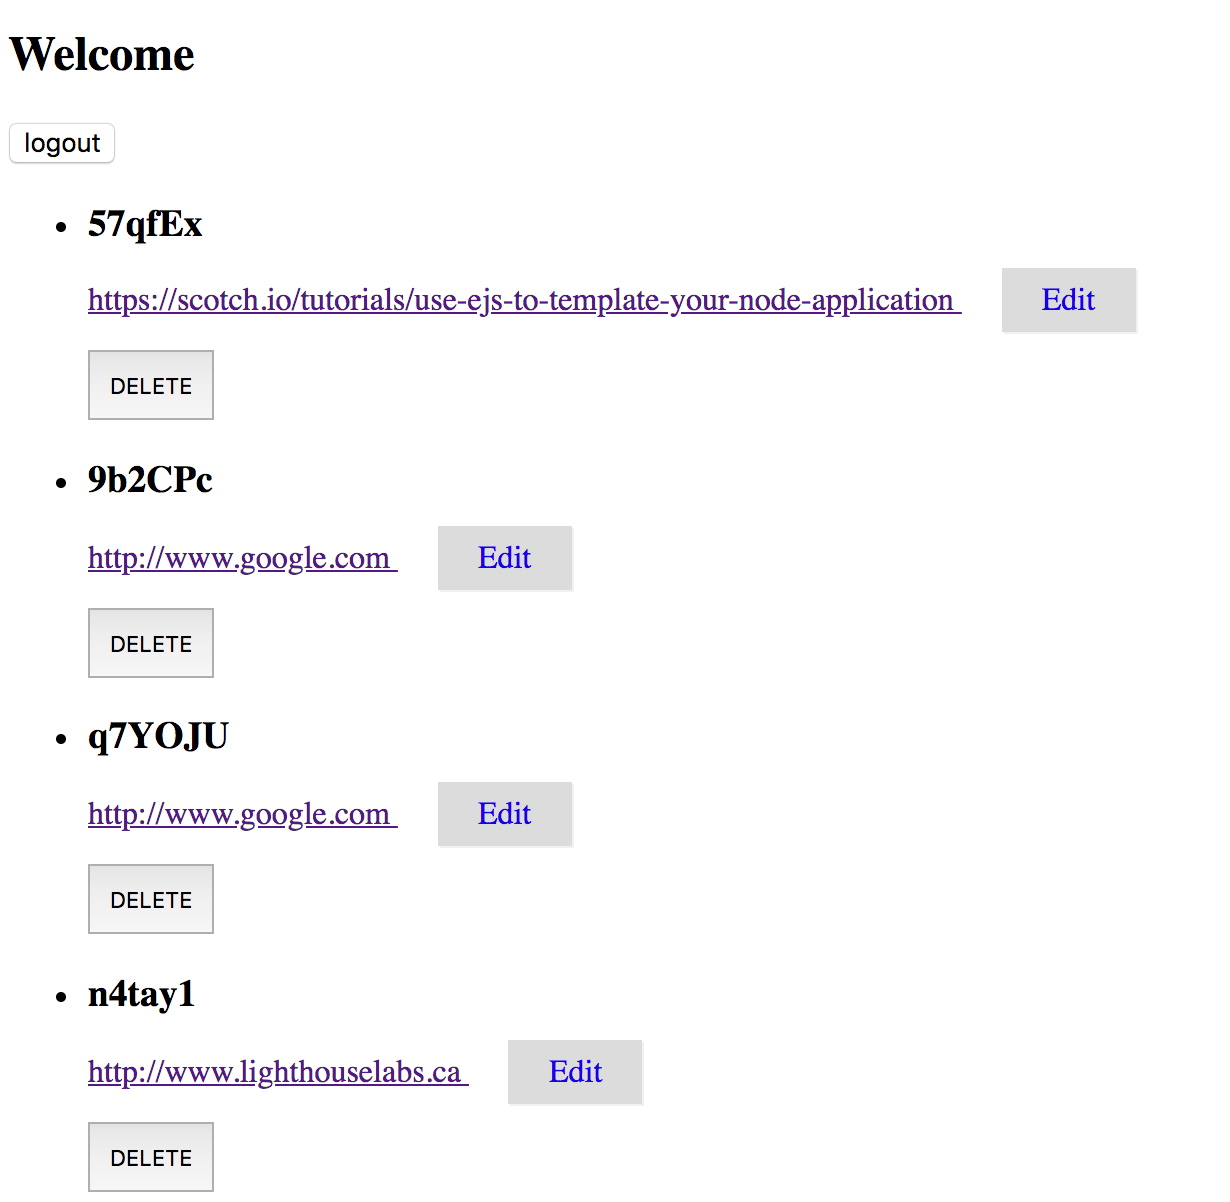 Welcome
logout
57qfEx
https://scotch.io/tutorials/use-ejs-to-template-your-node-application Edit
DELETE
9b2CPc
http://www.google.com Edit
DELETE
q7YOJU
http://www.google.com Edit
DELETE
n4tay1
http://www.lighthouselabs.ca Edit
DELETE